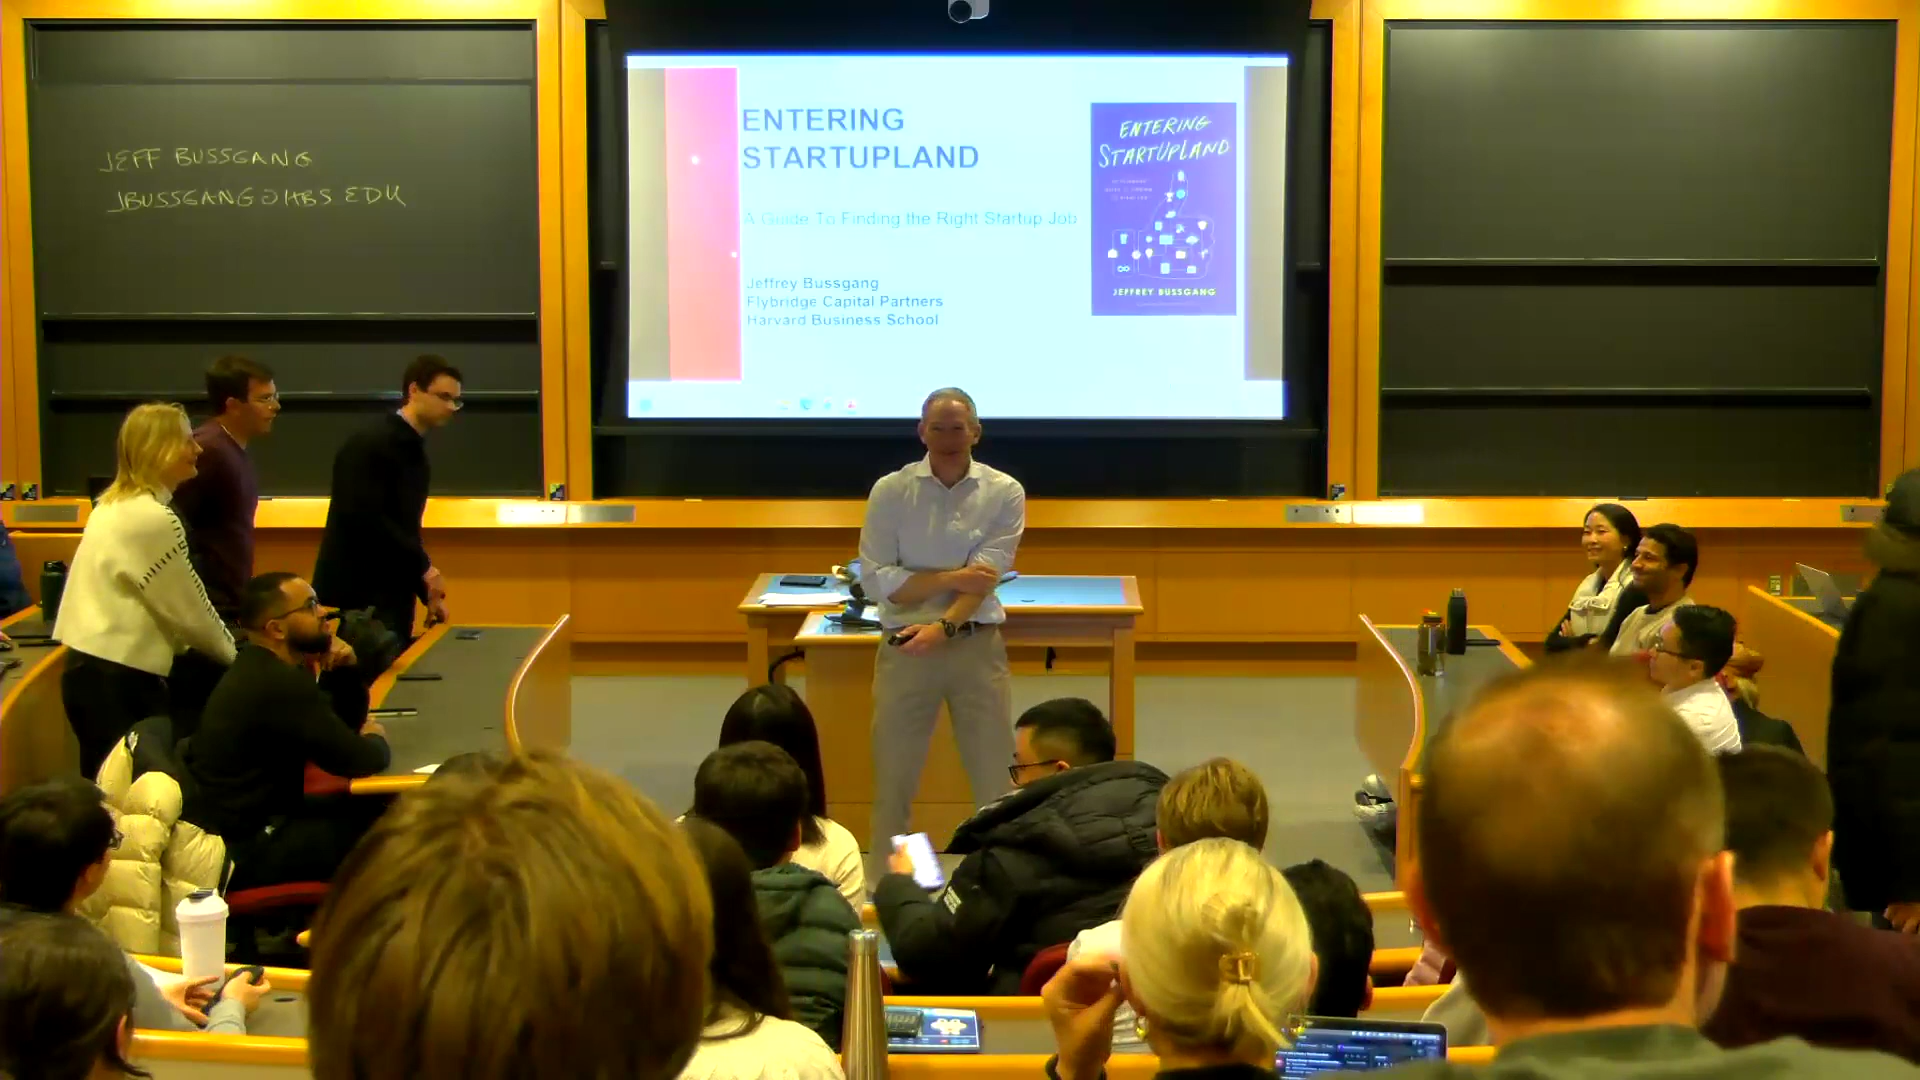 JEFF BUSSGANG
JBUSSGANG@HBS.EDU
ENTERING
STARTUPLAND
A Guide To Finding the Right Startup Job
Jeffrey Bussgang
Flybridge Capital Partners
Harvard Business School
ENTERING
STARTUPLAND
JEFFREY BUSSGANG